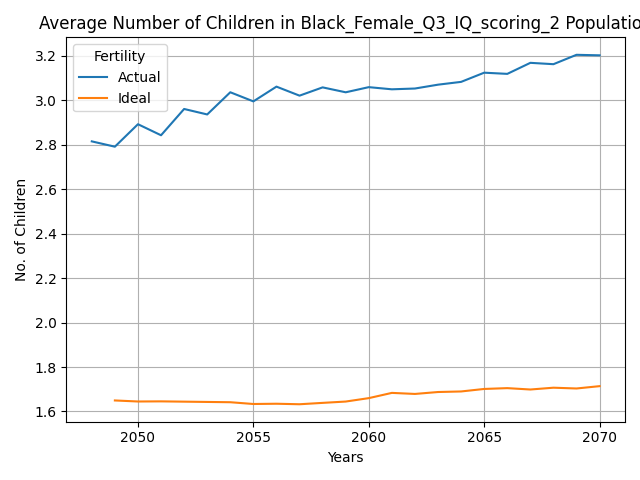 Average Number of Children in Black_Female_Q3_IQ_scoring_2 Populatio
Fertility
Actual
Ideal
No. of Children
3.2
3.0
2.8
2.6
2.4
2.2
2.0
1.8
1.6
2050 2055 2060 2065 2070
Years